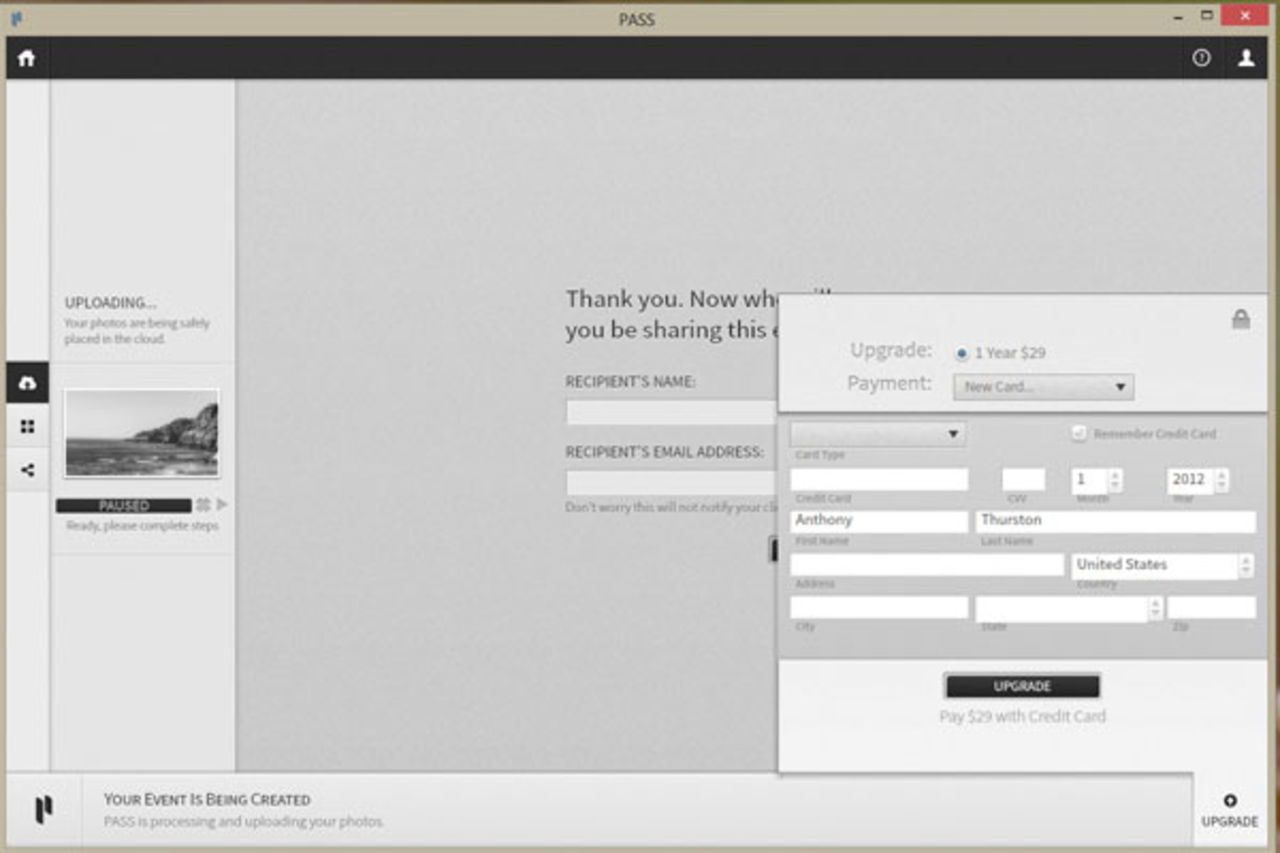 PASS
UPLOADING...
Your photos are being safely
placed in the cloud.
PAUSED
Ready, please complete steps
Thank you. Now who will
you be sharing this
RECIPIENT'S NAME:
RECIPIENT'S EMAIL ADDRESS:
Don't worry this will not notify your
Upgrade: 1 Year $29
Payment: New Card...
Remember Credit Card
Card Type
1 2012
Credit Card CVV Month Year
Anthony Thurston
First Name Last Name
United States
Address Country
City State Zip
UPGRADE
Pay $29 with Credit Card
YOUR EVENT IS BEING CREATED
PASS is processing and uploading your photos.
UPGRADE